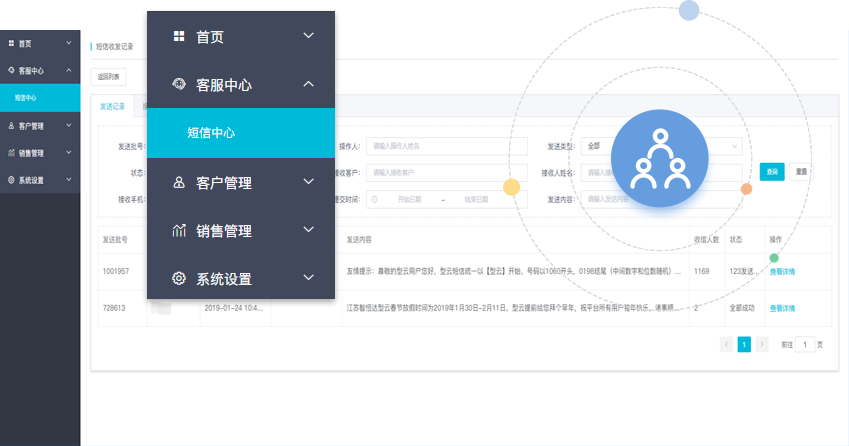 首页
客服中心
短信中心
客户管理
销售管理
系统设置
首页
客服中心
短信中心
客户管理
销售管理
系统设置
短信收发记录
返回列表
发送记录
发送批号：
操作人：
请输入操作人姓名
发送类型：
全部
状态：
接收客户：
请输入接收客户
接收人姓名：
查询
重置
接收手机：
提交时间：
开始日期
-
结束日期
发送内容：
请输入发送内容
发送批号
发送内容
收信人数
状态
操作
1001957
友情提示：尊敬的型云用户您好，型云短信统一以【型云】开始，号码以1069开头，0198结尾（中间数字和位数随机）...
1169
123发送...
查看详情
728613
2019-01-24 10:4...
江苏智恒达型云春节放假时间为2019年1月30日-2月11日，型云提前给您拜个早年，祝平台所有用户猪年快乐，诸事顺...
2
全部成功
查看详情
1
前往
1
页